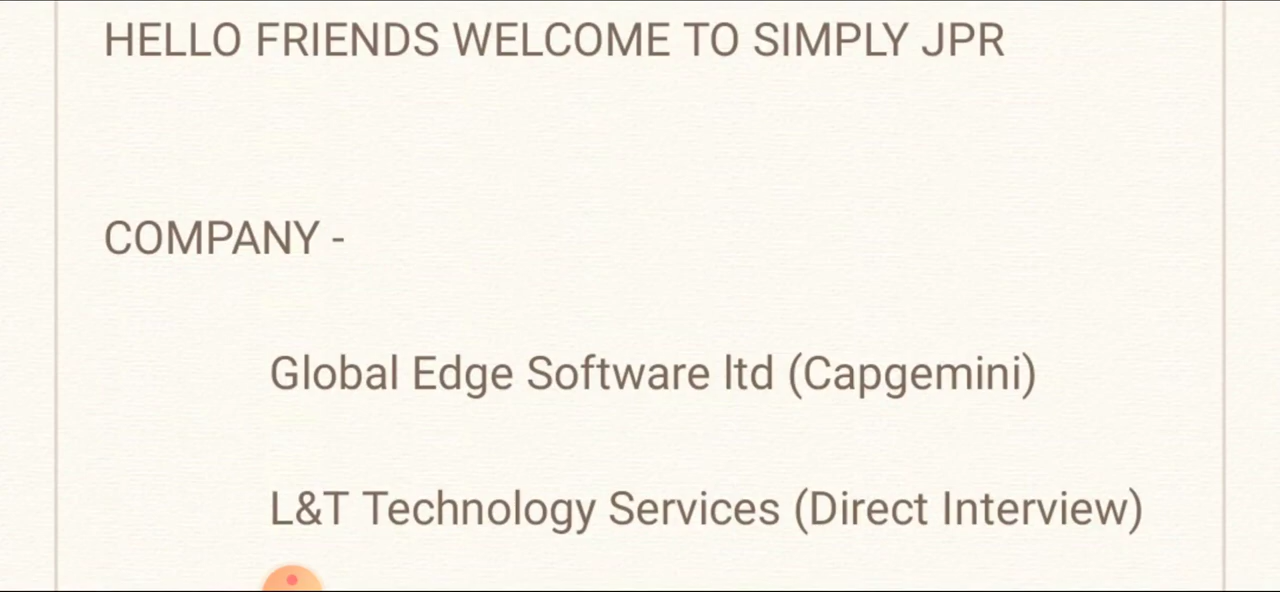 HELLO FRIENDS WELCOME TO SIMPLY JPR
COMPANY -
Global Edge Software ltd (Capgemini)
L&T Technology Services (Direct Interview)